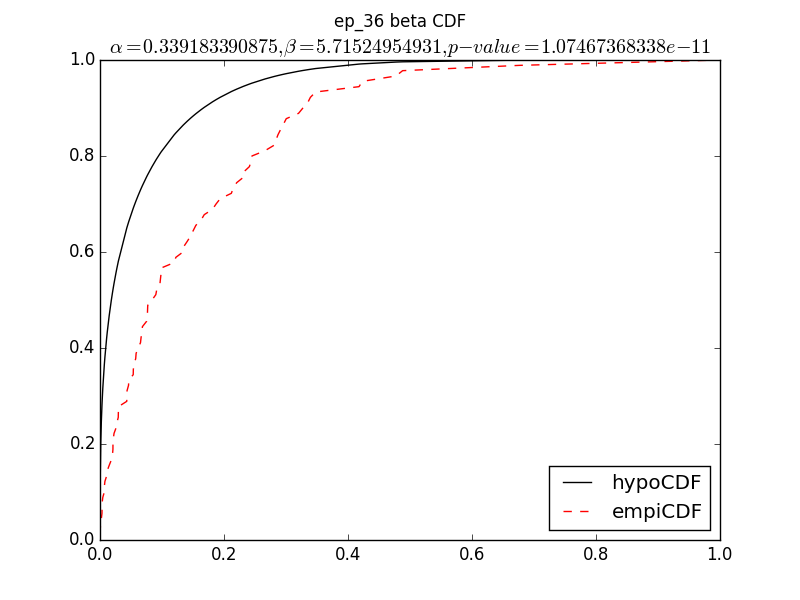 ep_36 beta CDF
α=0.339183390875,β=5.71524954931,p−value=1.07467368338e−11
1.0
0.8
0.6
0.4
0.2
0.0
hypoCDF
empiCDF
0.0 0.2 0.4 0.6 0.8 1.0